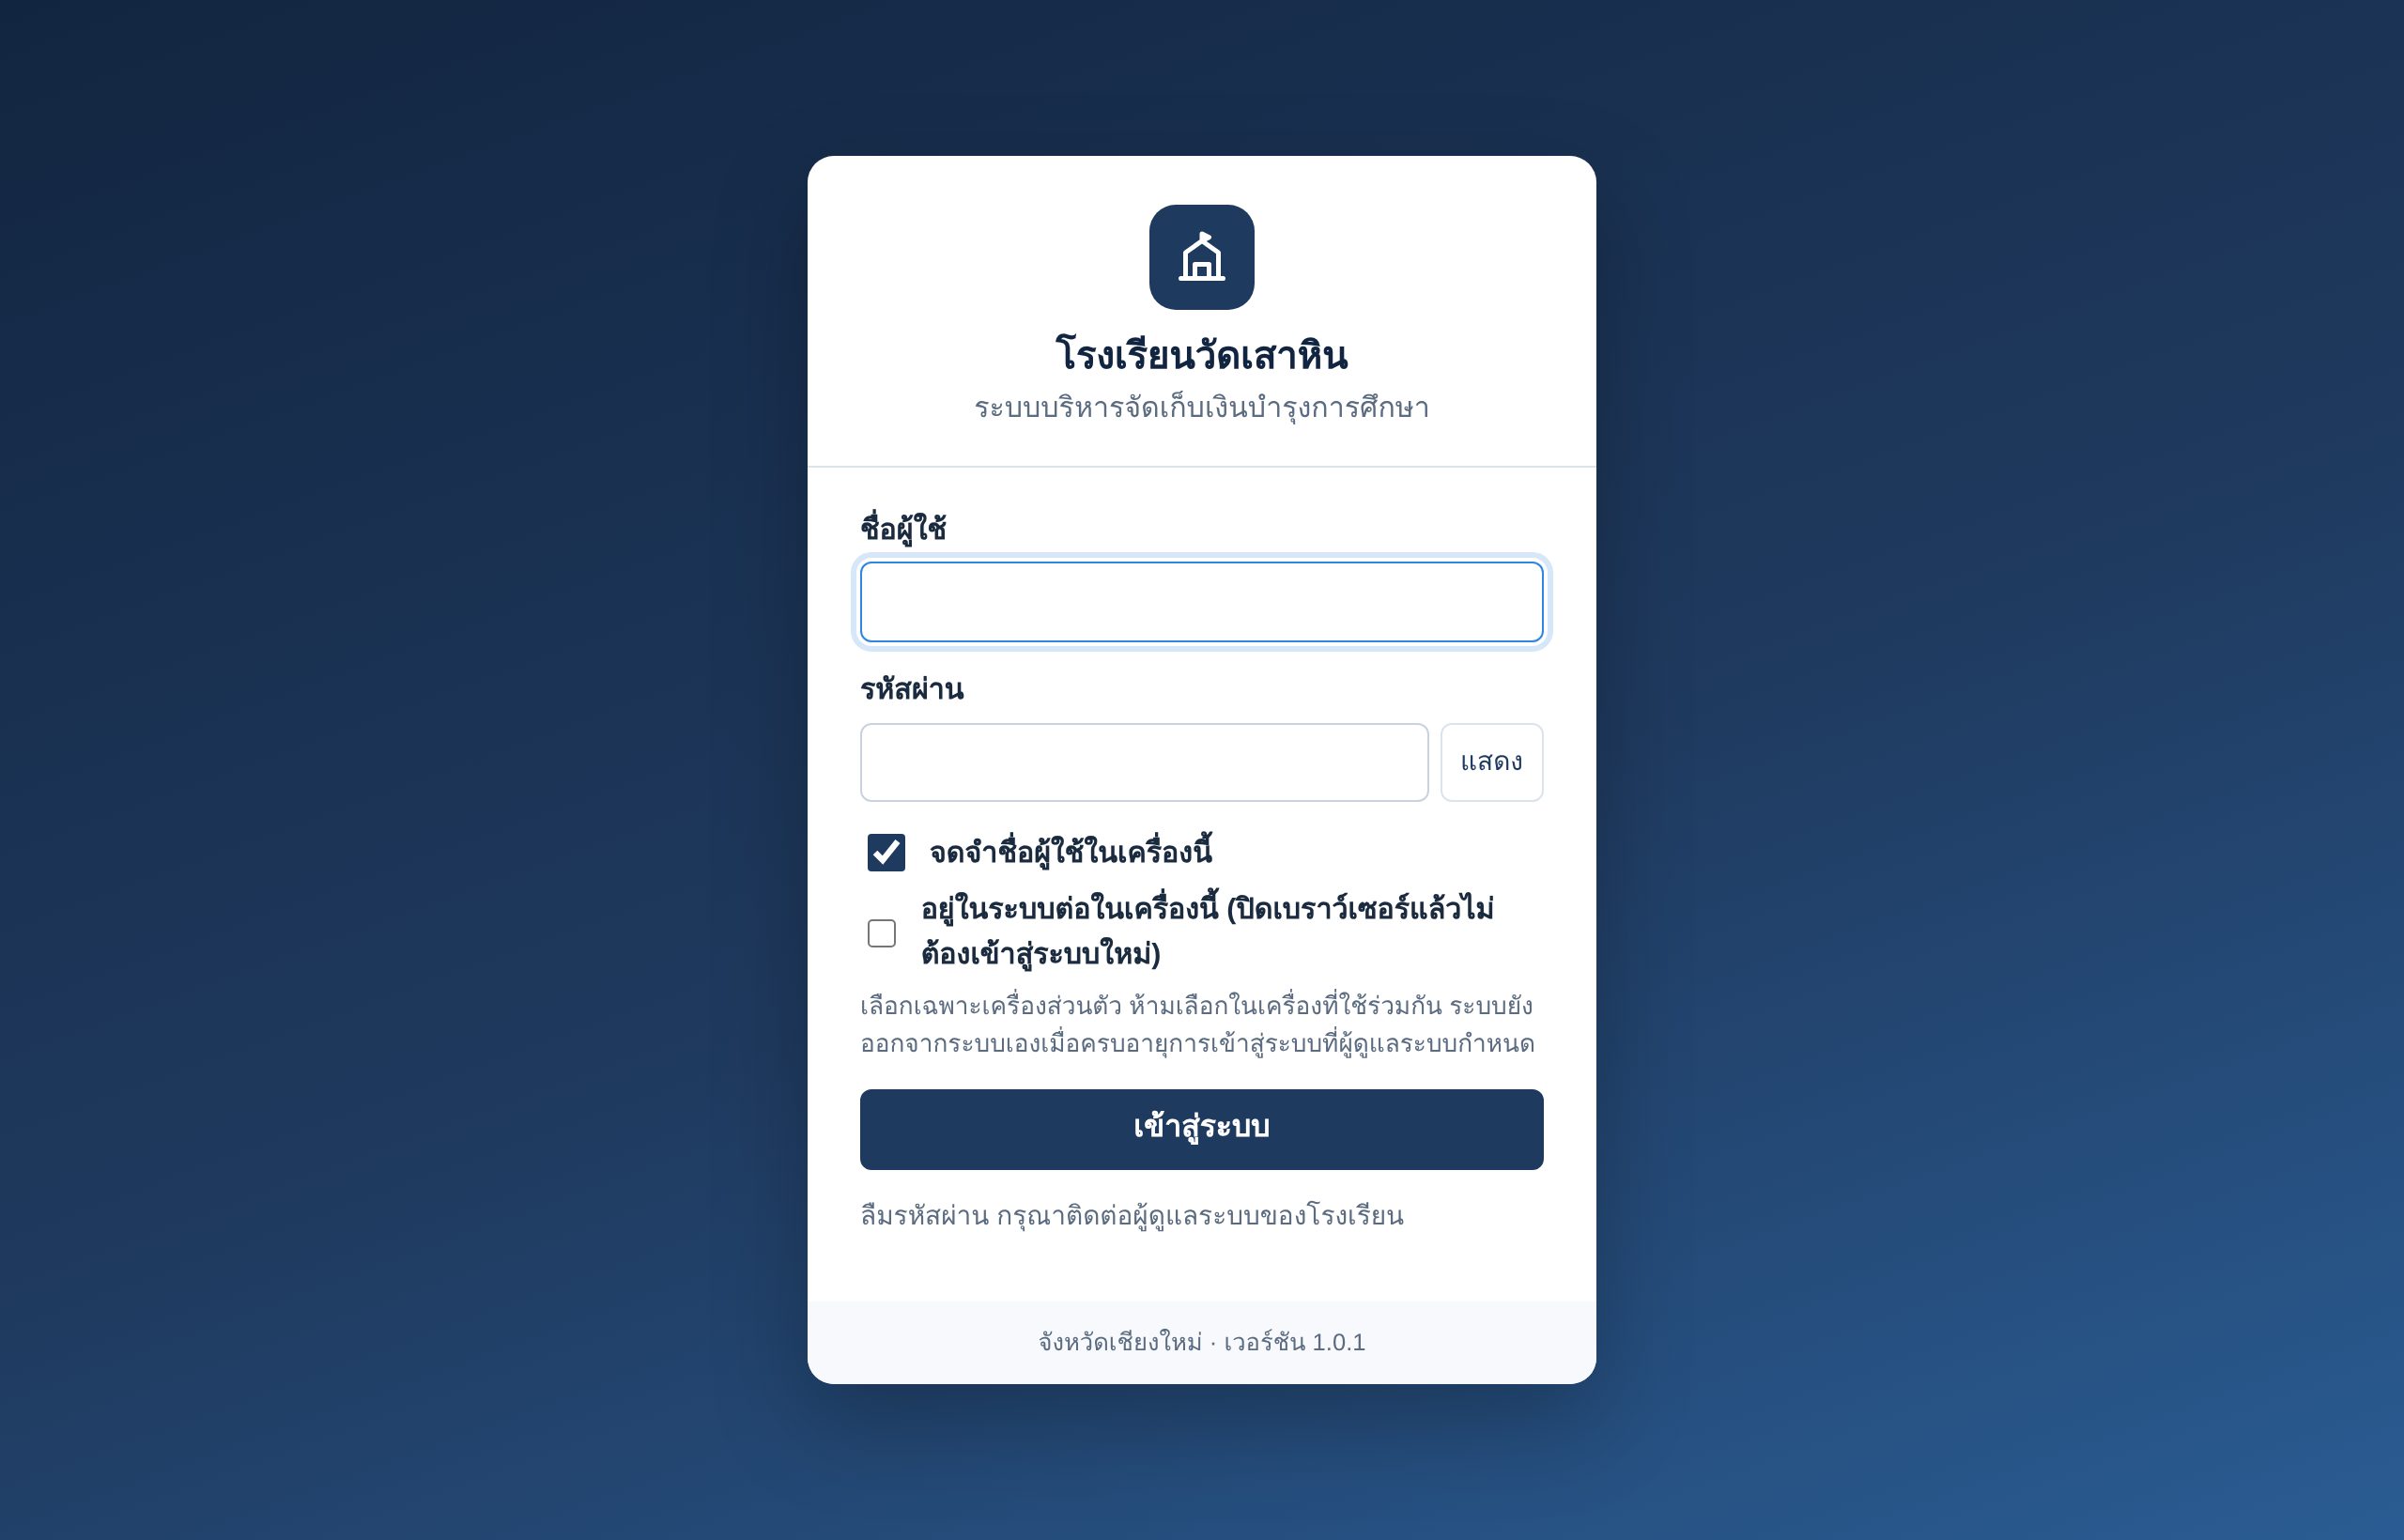 โรงเรียนวัดเสาหิน
ระบบบริหารจัดเก็บเงินบำรุงการศึกษา
ชื่อผู้ใช้
รหัสผ่าน
แสดง
จดจำชื่อผู้ใช้ในเครื่องนี้
อยู่ในระบบต่อในเครื่องนี้ (ปิดเบราว์เซอร์แล้วไม่
ต้องเข้าสู่ระบบใหม่)
เลือกเฉพาะเครื่องส่วนตัว ห้ามเลือกในเครื่องที่ใช้ร่วมกัน ระบบยัง
ออกจากระบบเองเมื่อครบอายุการเข้าสู่ระบบที่ผู้ดูแลระบบกำหนด
เข้าสู่ระบบ
ลืมรหัสผ่าน กรุณาติดต่อผู้ดูแลระบบของโรงเรียน
จังหวัดเชียงใหม่ · เวอร์ชัน 1.0.1